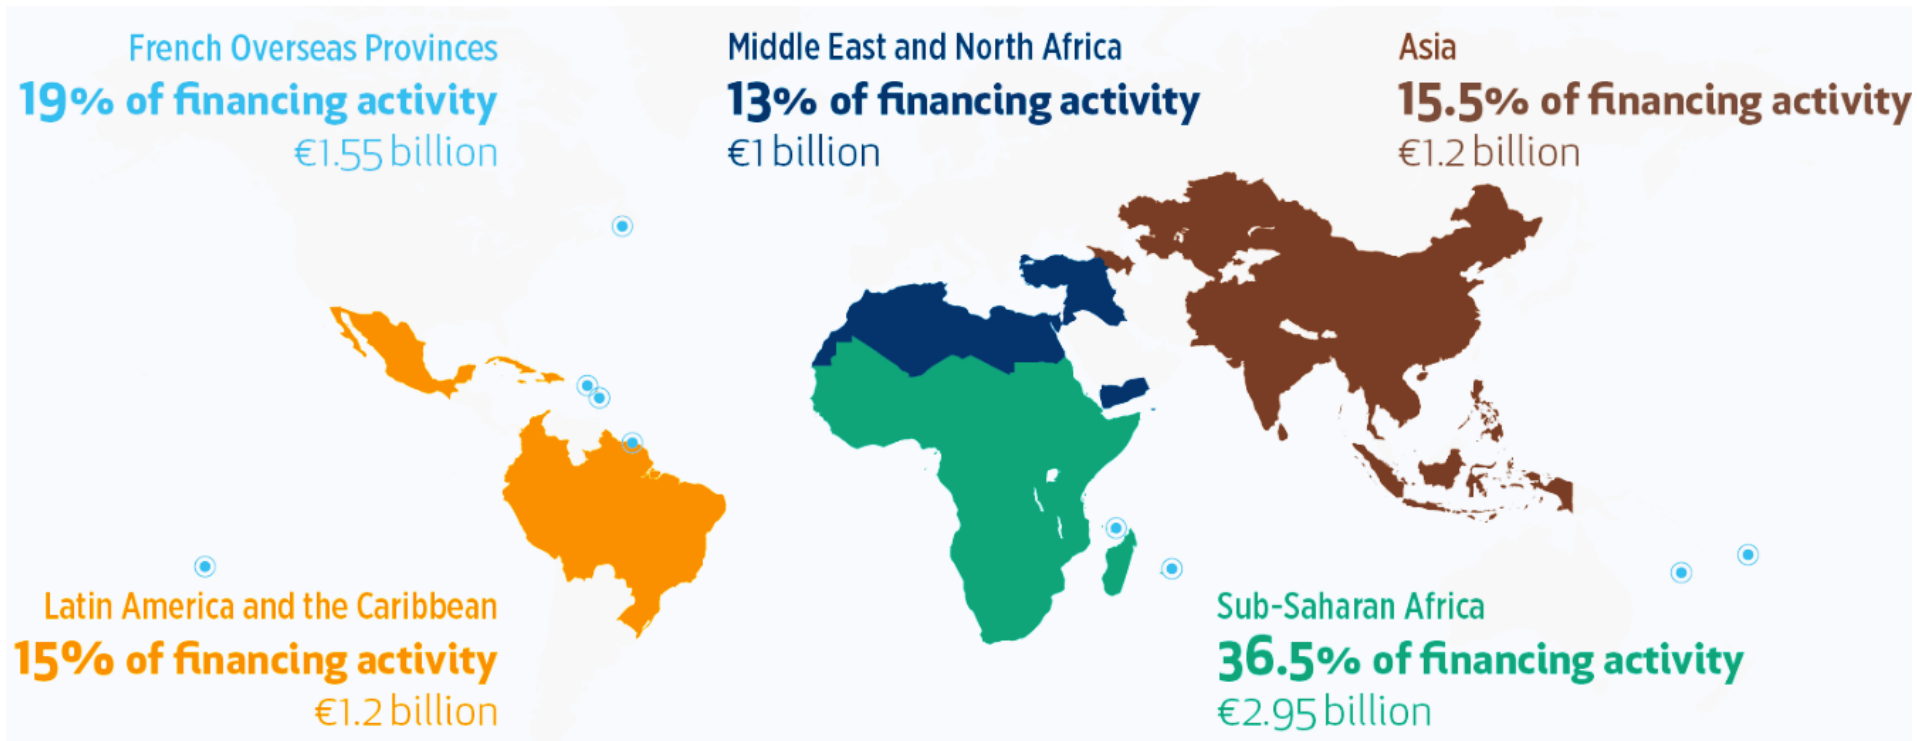 French Overseas Provinces
19% of financing activity
€1.55 billion
Middle East and North Africa
13% of financing activity
€1 billion
Asia
15.5% of financing activity
€1.2 billion
Latin America and the Caribbean
15% of financing activity
€1.2 billion
Sub-Saharan Africa
36.5% of financing activity
€2.95 billion